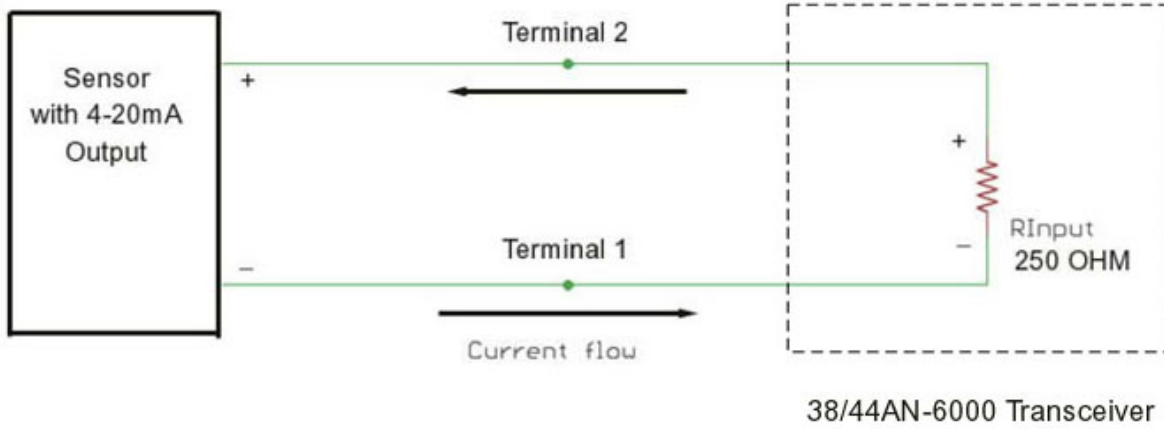 Sensor
with 4-20mA
Output
+
−
Terminal 2
Terminal 1
Current flow
+
−
RInput
250 OHM
38/44AN-6000 Transceiver